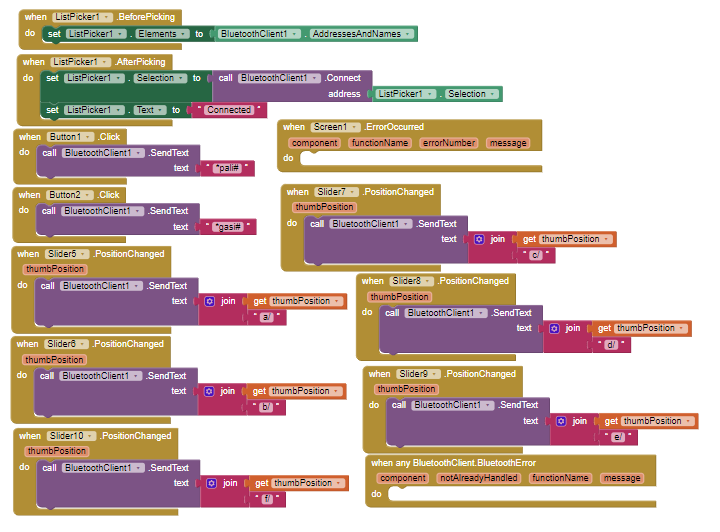 when ListPicker1 .BeforePicking
do set ListPicker1 . Elements to BluetoothClient1 . AddressesAndNames
when ListPicker1 .AfterPicking
do set ListPicker1 . Selection to call BluetoothClient1 .Connect
address ListPicker1 . Selection
set ListPicker1 . Text to " Connected "
when Button1 .Click
do call BluetoothClient1 .SendText
text " *pali# "
when Screen1 .ErrorOccurred
component functionName errorNumber message
do
when Button2 .Click
do call BluetoothClient1 .SendText
text " *gasi# "
when Slider7 .PositionChanged
thumbPosition
do call BluetoothClient1 .SendText
text join get thumbPosition
" c/ "
when Slider5 .PositionChanged
thumbPosition
do call BluetoothClient1 .SendText
text join get thumbPosition
" a/ "
when Slider8 .PositionChanged
thumbPosition
do call BluetoothClient1 .SendText
text join get thumbPosition
" d/ "
when Slider6 .PositionChanged
thumbPosition
do call BluetoothClient1 .SendText
text join get thumbPosition
" b/ "
when Slider9 .PositionChanged
thumbPosition
do call BluetoothClient1 .SendText
text join get thumbPosition
" e/ "
when Slider10 .PositionChanged
thumbPosition
do call BluetoothClient1 .SendText
text join get thumbPosition
" f/ "
when any BluetoothClient.BluetoothError
component notAlreadyHandled functionName message
do